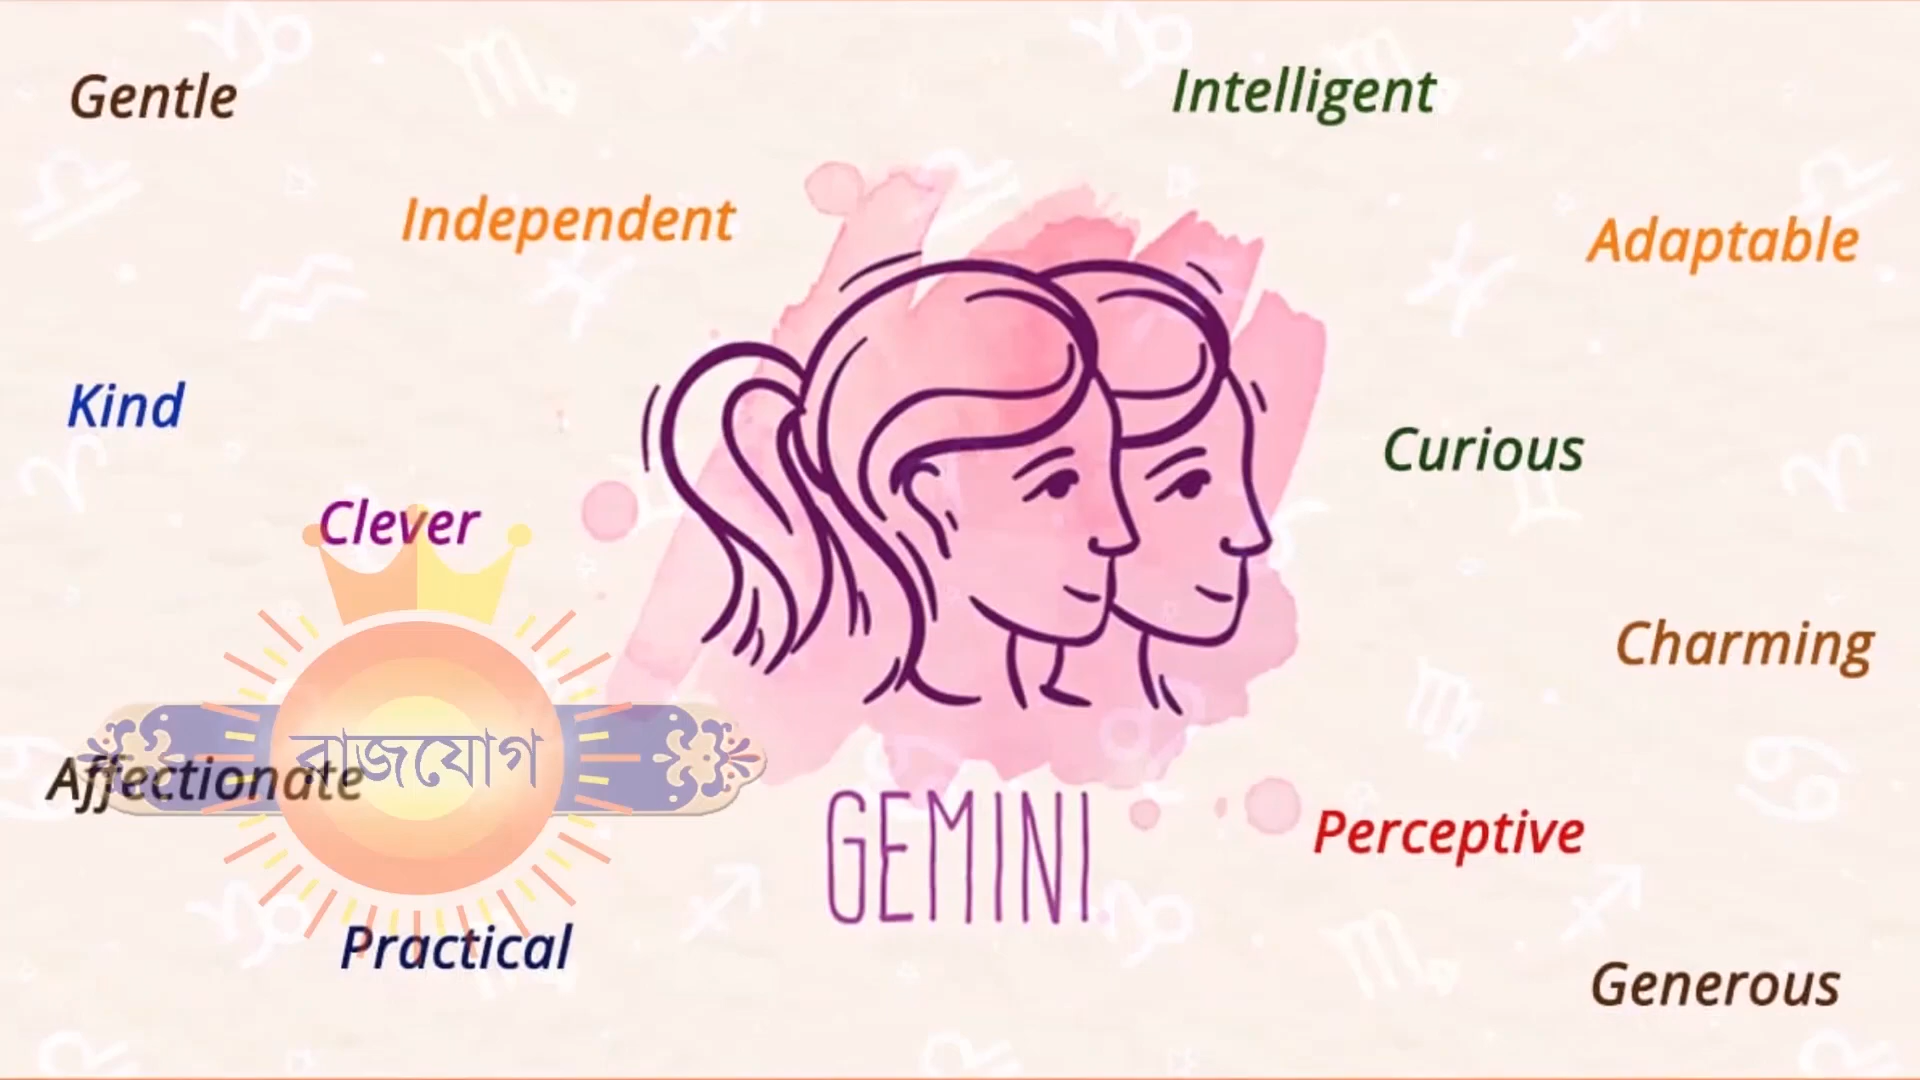 Gentle
Intelligent
Independent
Adaptable
Kind
Curious
Clever
Charming
রাজযোগ
Affectionate
GEMINI
Perceptive
Practical
Generous